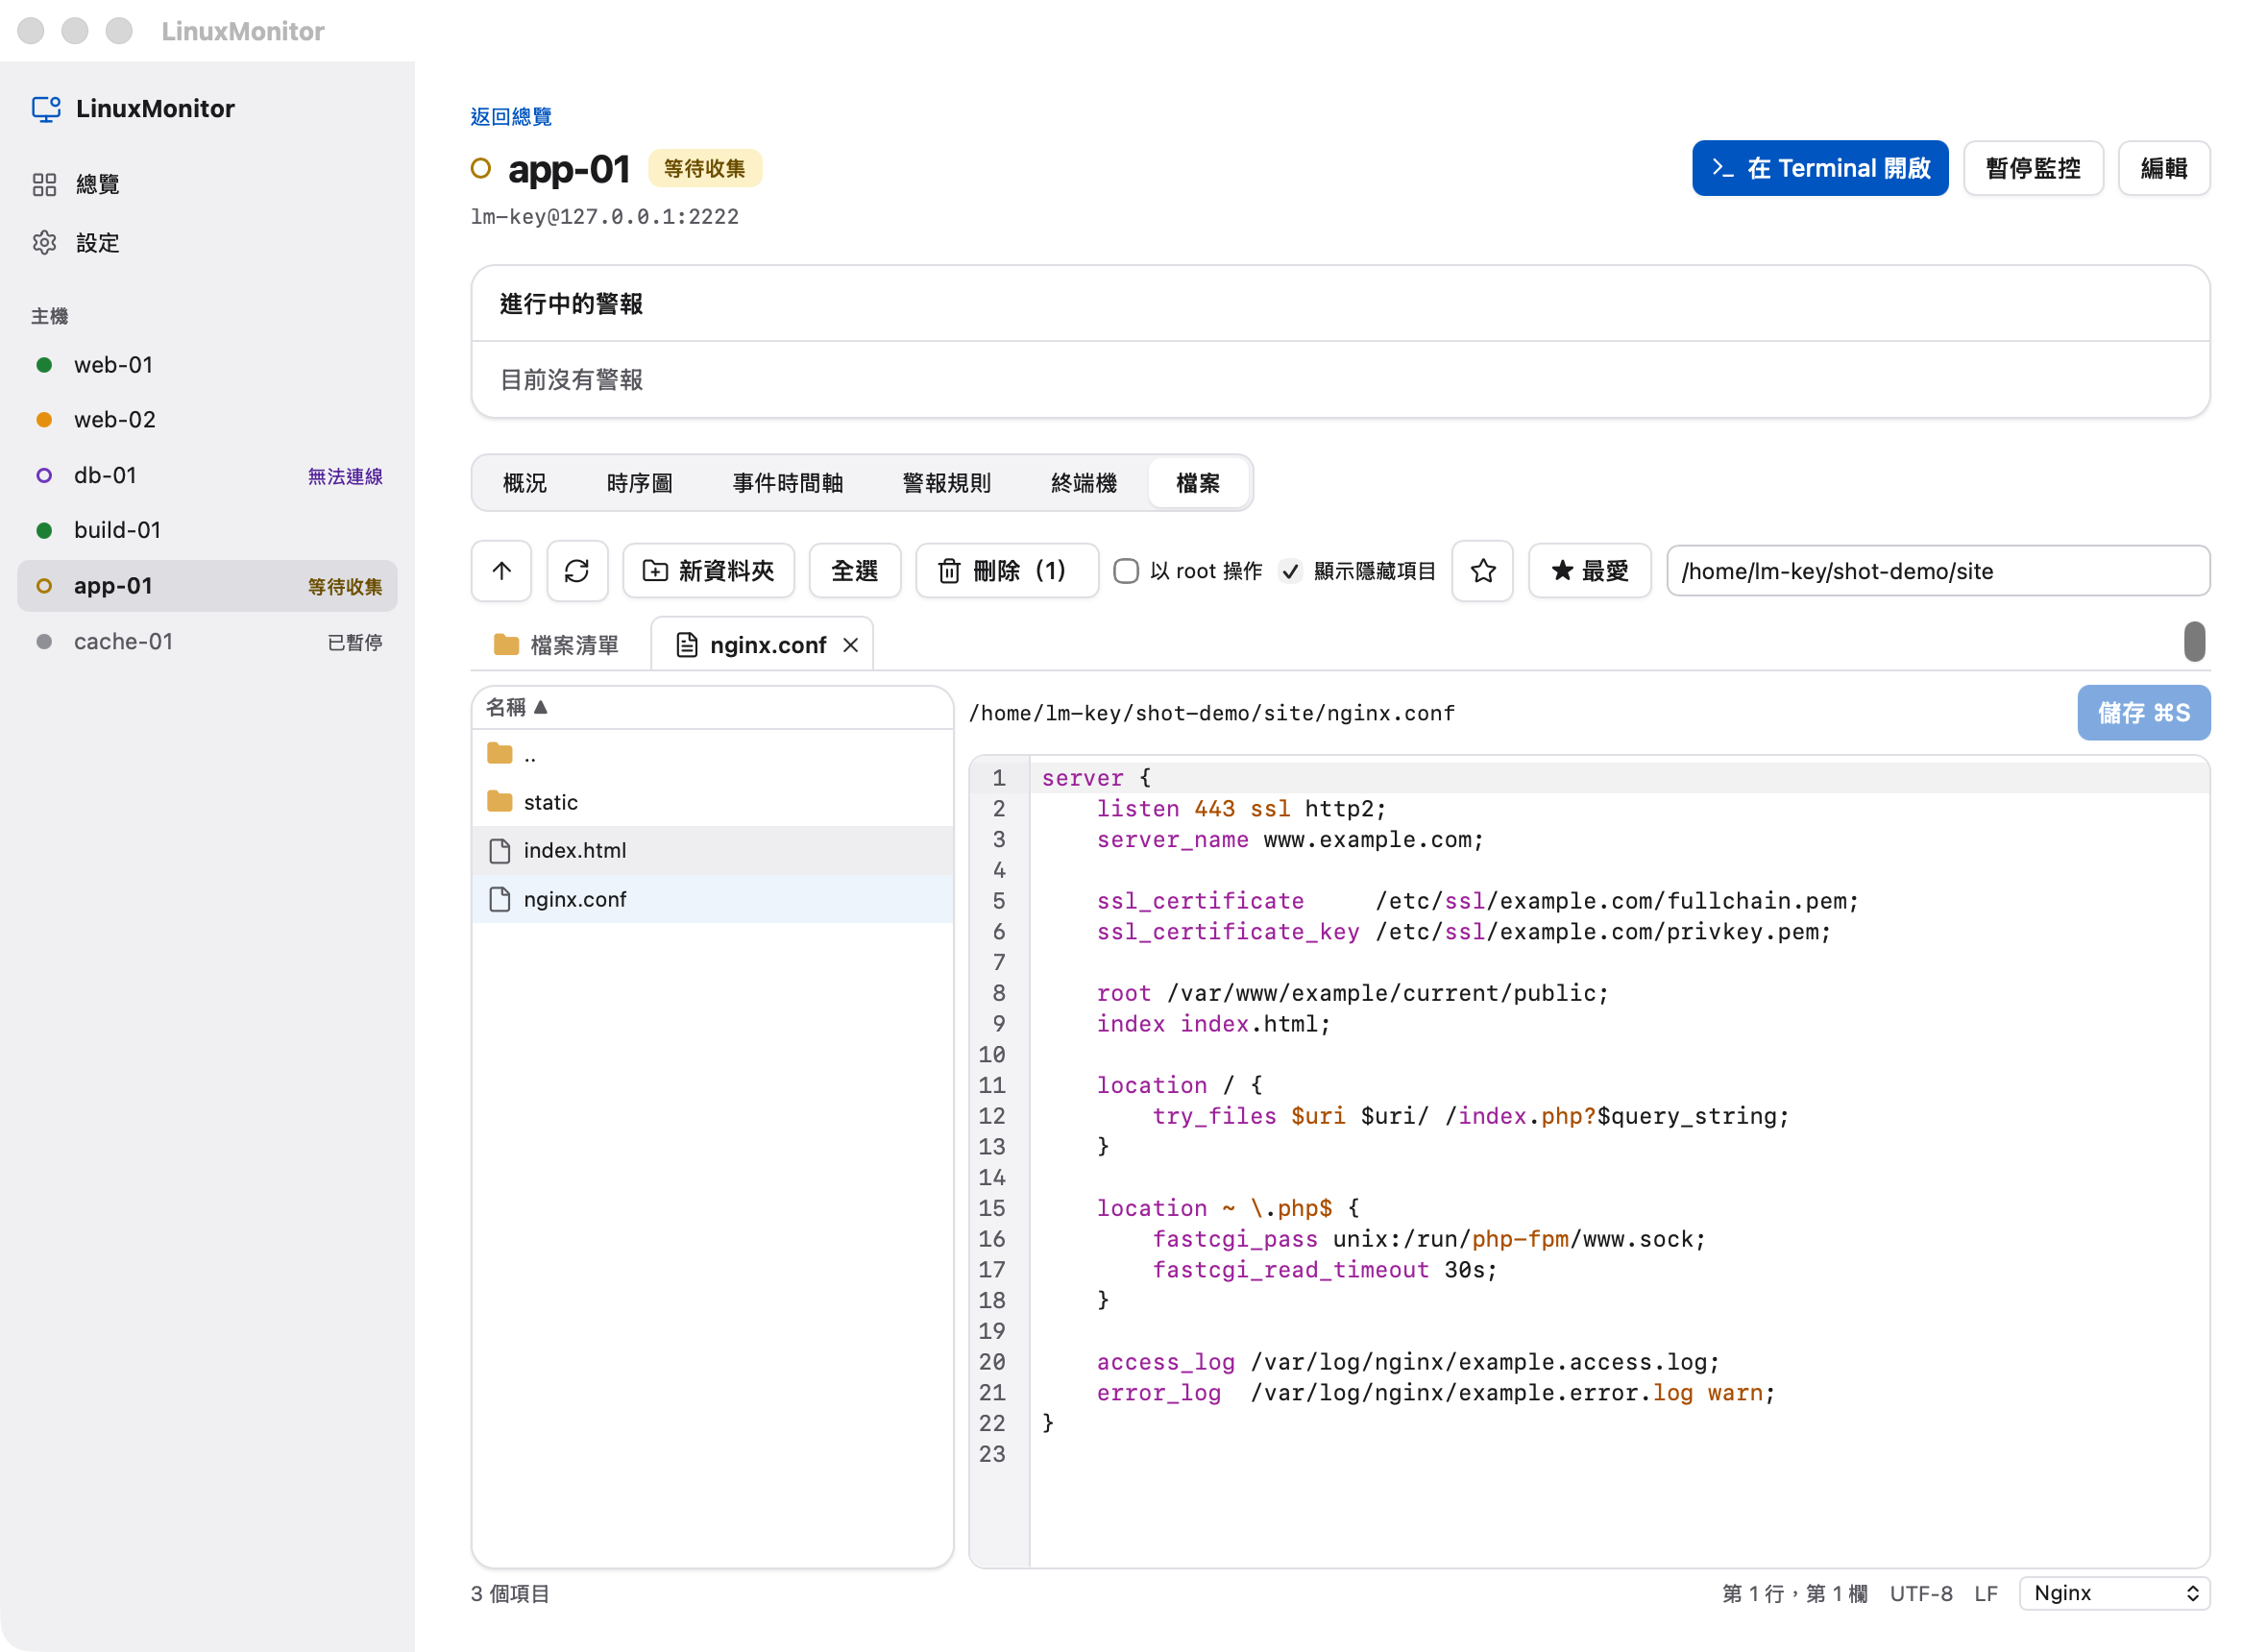 LinuxMonitor
LinuxMonitor
總覽
設定
主機
web-01
web-02
db-01 無法連線
build-01
app-01 等待收集
cache-01 已暫停
返回總覽
app-01 等待收集
lm-key@127.0.0.1:2222
>_ 在 Terminal 開啟 暫停監控 編輯
進行中的警報
目前沒有警報
概況 時序圖 事件時間軸 警報規則 終端機 檔案
新資料夾 全選 刪除（1） 以 root 操作 顯示隱藏項目 ★ 最愛 /home/lm-key/shot-demo/site
檔案清單 nginx.conf ×
名稱 ▲
..
static
index.html
nginx.conf
3 個項目
/home/lm-key/shot-demo/site/nginx.conf 儲存 ⌘S
1 server {
2     listen 443 ssl http2;
3     server_name www.example.com;
4
5     ssl_certificate     /etc/ssl/example.com/fullchain.pem;
6     ssl_certificate_key /etc/ssl/example.com/privkey.pem;
7
8     root /var/www/example/current/public;
9     index index.html;
10
11     location / {
12         try_files $uri $uri/ /index.php?$query_string;
13     }
14
15     location ~ \.php$ {
16         fastcgi_pass unix:/run/php-fpm/www.sock;
17         fastcgi_read_timeout 30s;
18     }
19
20     access_log /var/log/nginx/example.access.log;
21     error_log  /var/log/nginx/example.error.log warn;
22 }
23
第 1 行，第 1 欄 UTF-8 LF Nginx